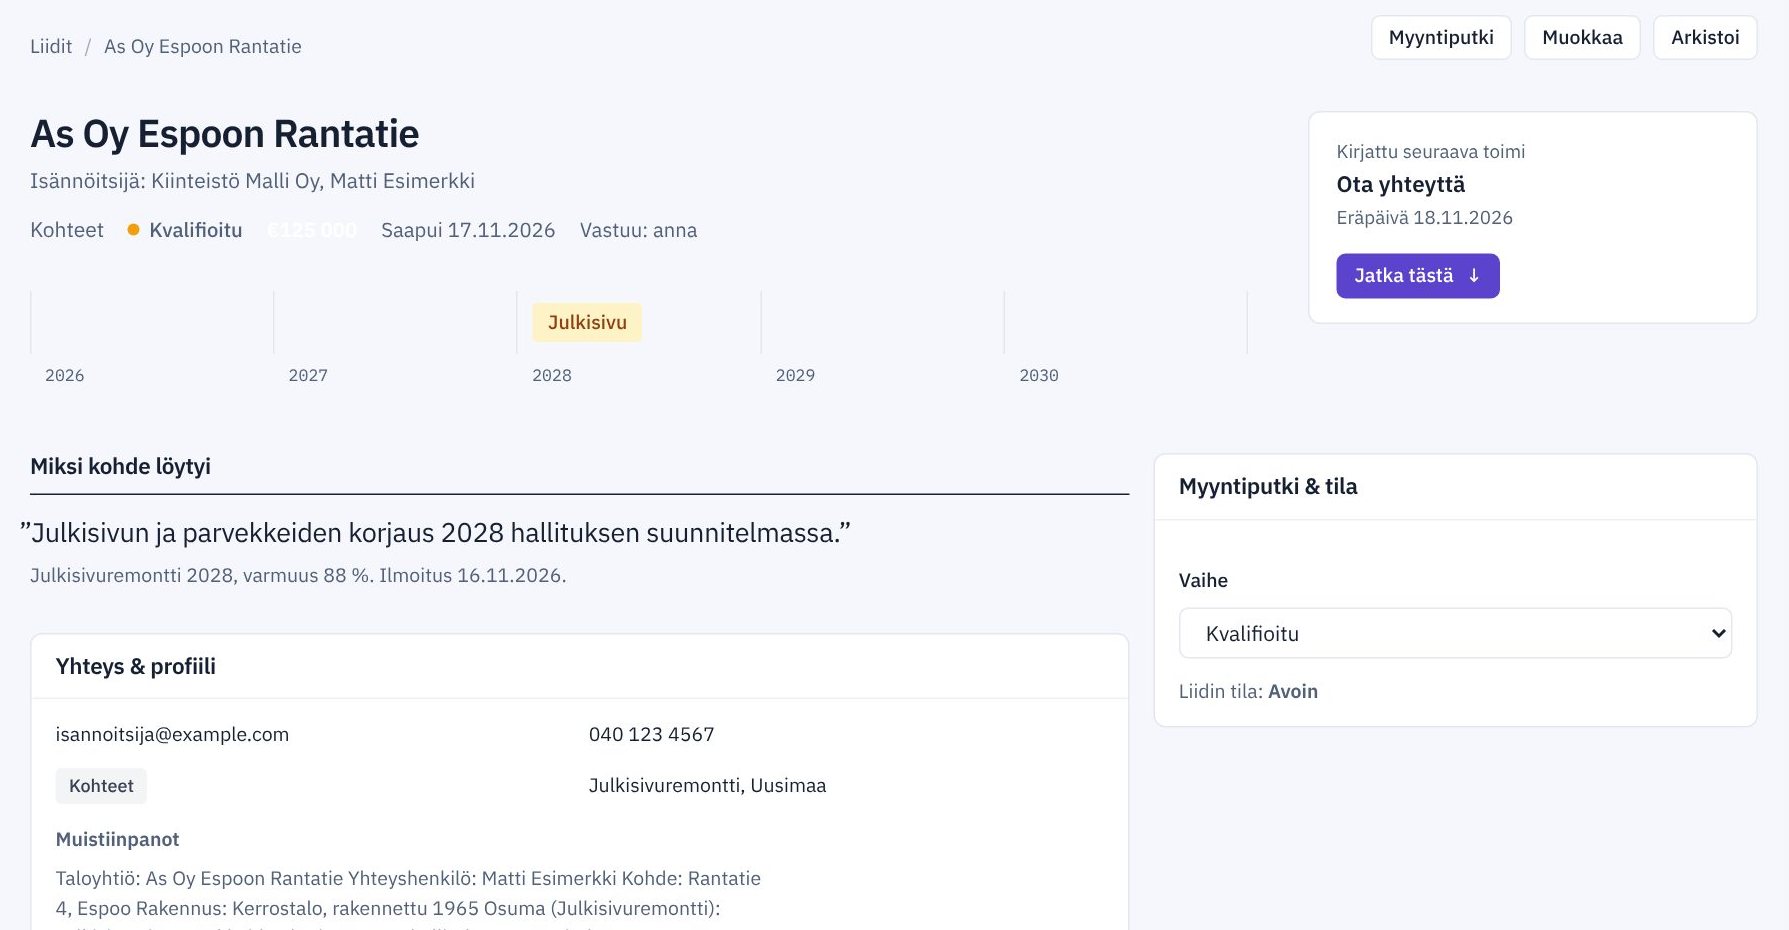 Liidit / As Oy Espoon Rantatie
Myyntiputki
Muokkaa
Arkistoi
As Oy Espoon Rantatie
Isännöitsijä: Kiinteistö Malli Oy, Matti Esimerkki
Kohteet Kvalifioitu €125 000 Saapui 17.11.2026 Vastuu: anna
Kirjattu seuraava toimi
Ota yhteyttä
Eräpäivä 18.11.2026
Jatka tästä ↓
Julkisivu
2026 2027 2028 2029 2030
Miksi kohde löytyi
”Julkisivun ja parvekkeiden korjaus 2028 hallituksen suunnitelmassa.”
Julkisivuremontti 2028, varmuus 88 %. Ilmoitus 16.11.2026.
Yhteys & profiili
isannoitsija@example.com
040 123 4567
Kohteet
Julkisivuremontti, Uusimaa
Muistiinpanot
Taloyhtiö: As Oy Espoon Rantatie Yhteyshenkilö: Matti Esimerkki Kohde: Rantatie
4, Espoo Rakennus: Kerrostalo, rakennettu 1965 Osuma (Julkisivuremontti):
Myyntiputki & tila
Vaihe
Kvalifioitu
Liidin tila: Avoin